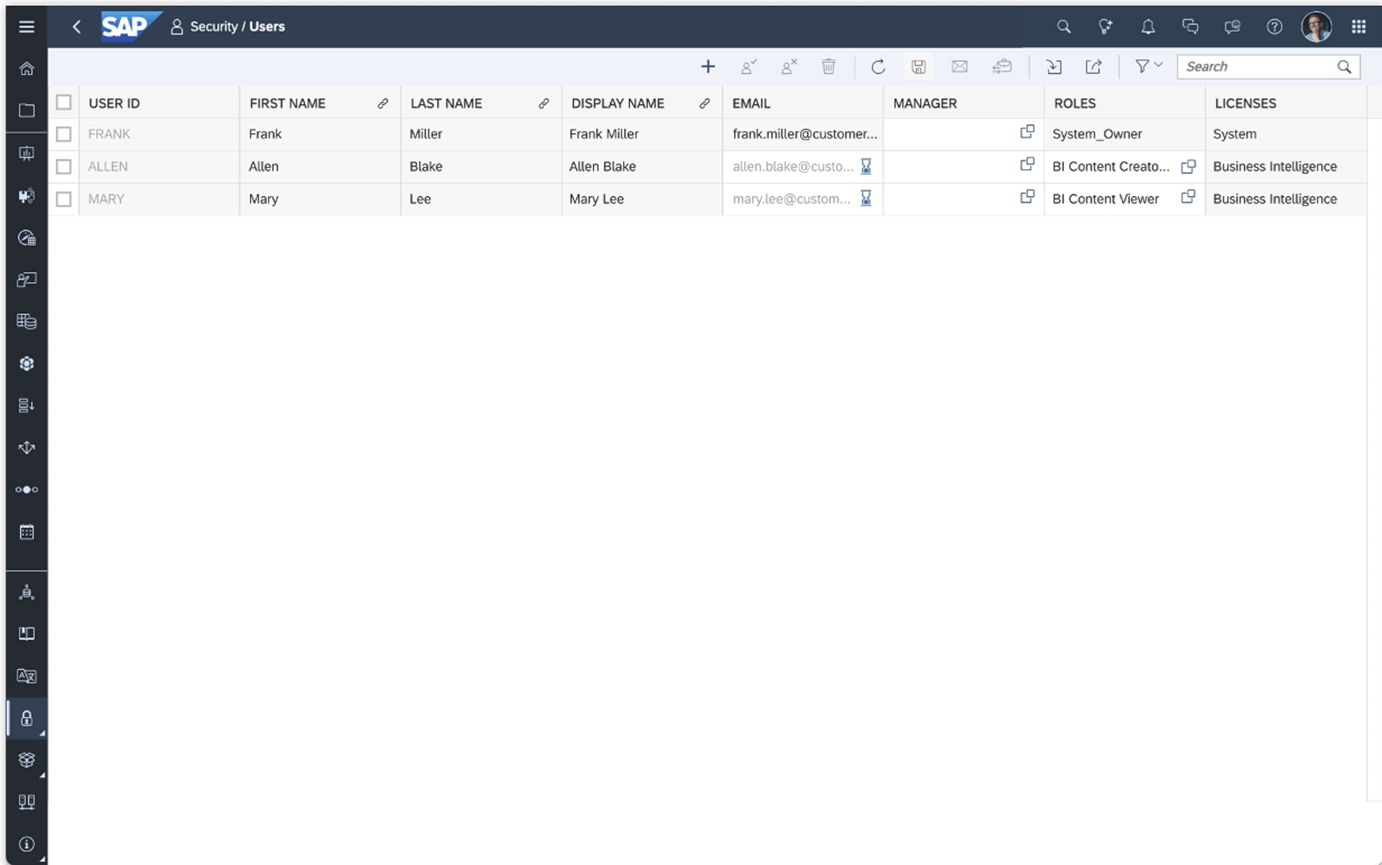 SAP Security / Users
Search
USER ID FIRST NAME LAST NAME DISPLAY NAME EMAIL MANAGER ROLES LICENSES
FRANK Frank Miller Frank Miller frank.miller@customer... System_Owner System
ALLEN Allen Blake Allen Blake allen.blake@custo... BI Content Creato... Business Intelligence
MARY Mary Lee Mary Lee mary.lee@custom... BI Content Viewer Business Intelligence